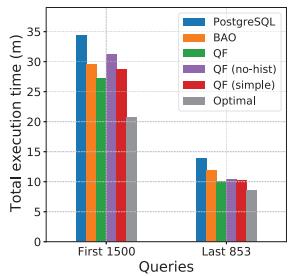 Total execution time (m)
35
30
25
20
15
10
5
0
PostgreSQL
BAO
QF
QF (no-hist)
QF (simple)
Optimal
First 1500
Last 853
Queries